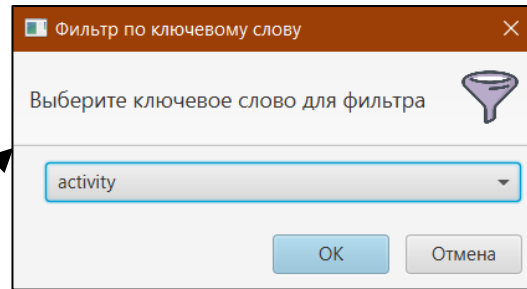 Фильтр по ключевому слову
Выберите ключевое слово для фильтра
activity
OK
Отмена